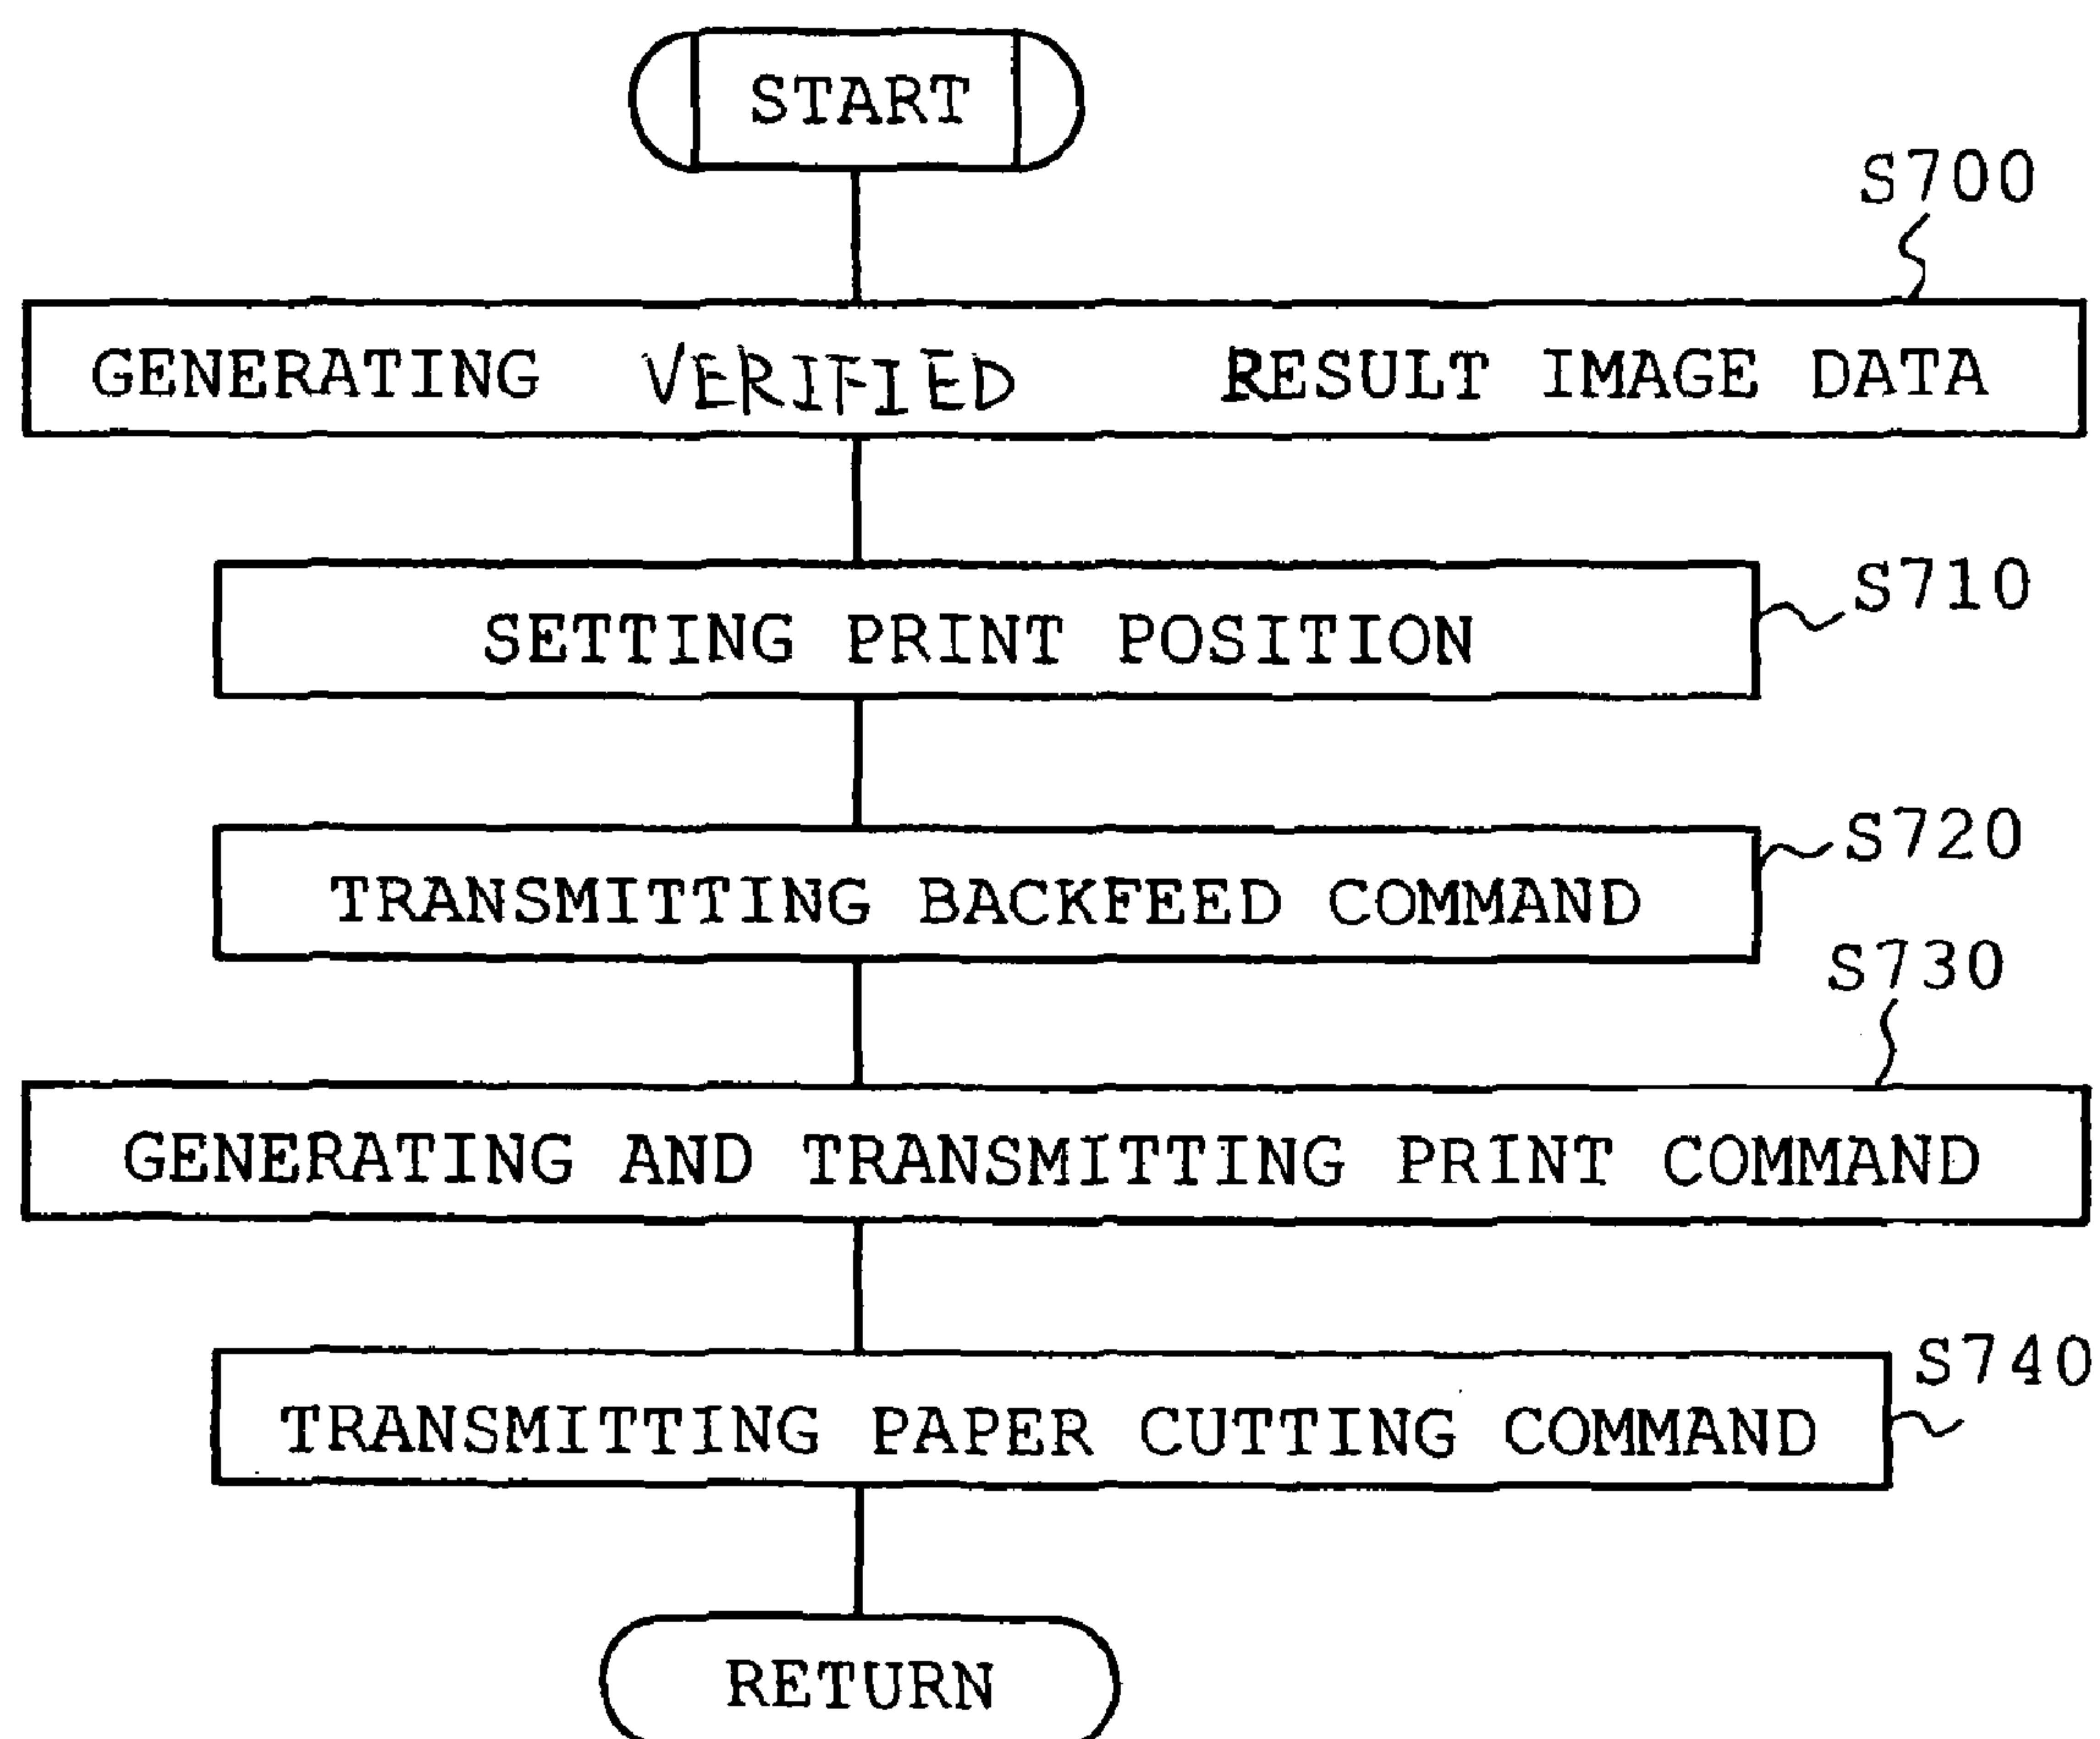 START
S700
GENERATING VERIFIED RESULT IMAGE DATA
S710
SETTING PRINT POSITION
S720
TRANSMITTING BACKFEED COMMAND
S730
GENERATING AND TRANSMITTING PRINT COMMAND
S740
TRANSMITTING PAPER CUTTING COMMAND
RETURN